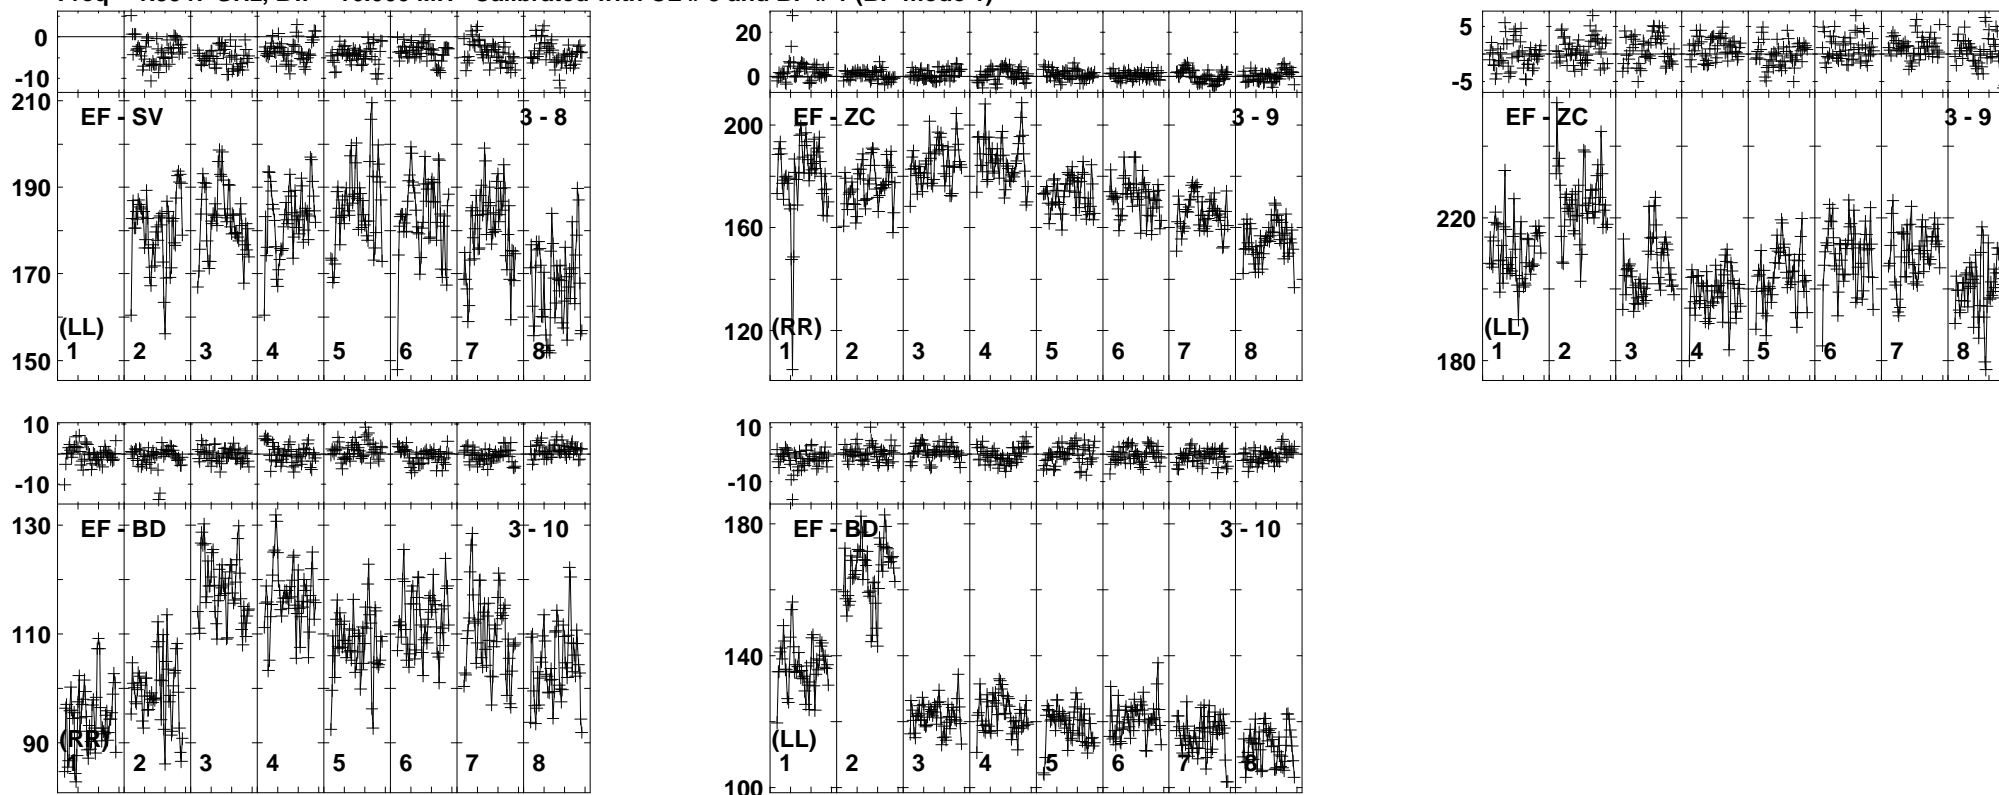 0
-10
210
190
170
150
EF - SV
3 - 8
(LL)
1 2 3 4 5 6 7 8
20
0
200
160
120
EF - ZC
3 - 9
(RR)
1 2 3 4 5 6 7 8
5
-5
220
180
EF - ZC
3 - 9
(LL)
1 2 3 4 5 6 7 8
10
-10
130
110
90
EF - BD
3 - 10
(RR)
1 2 3 4 5 6 7 8
10
-10
180
140
100
EF - BD
3 - 10
(LL)
1 2 3 4 5 6 7 8